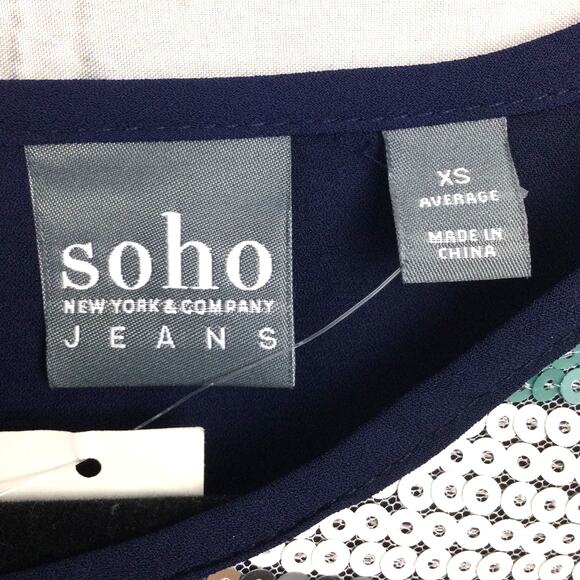 soho
NEW YORK & COMPANY
JEANS
XS
AVERAGE
MADE IN
CHINA